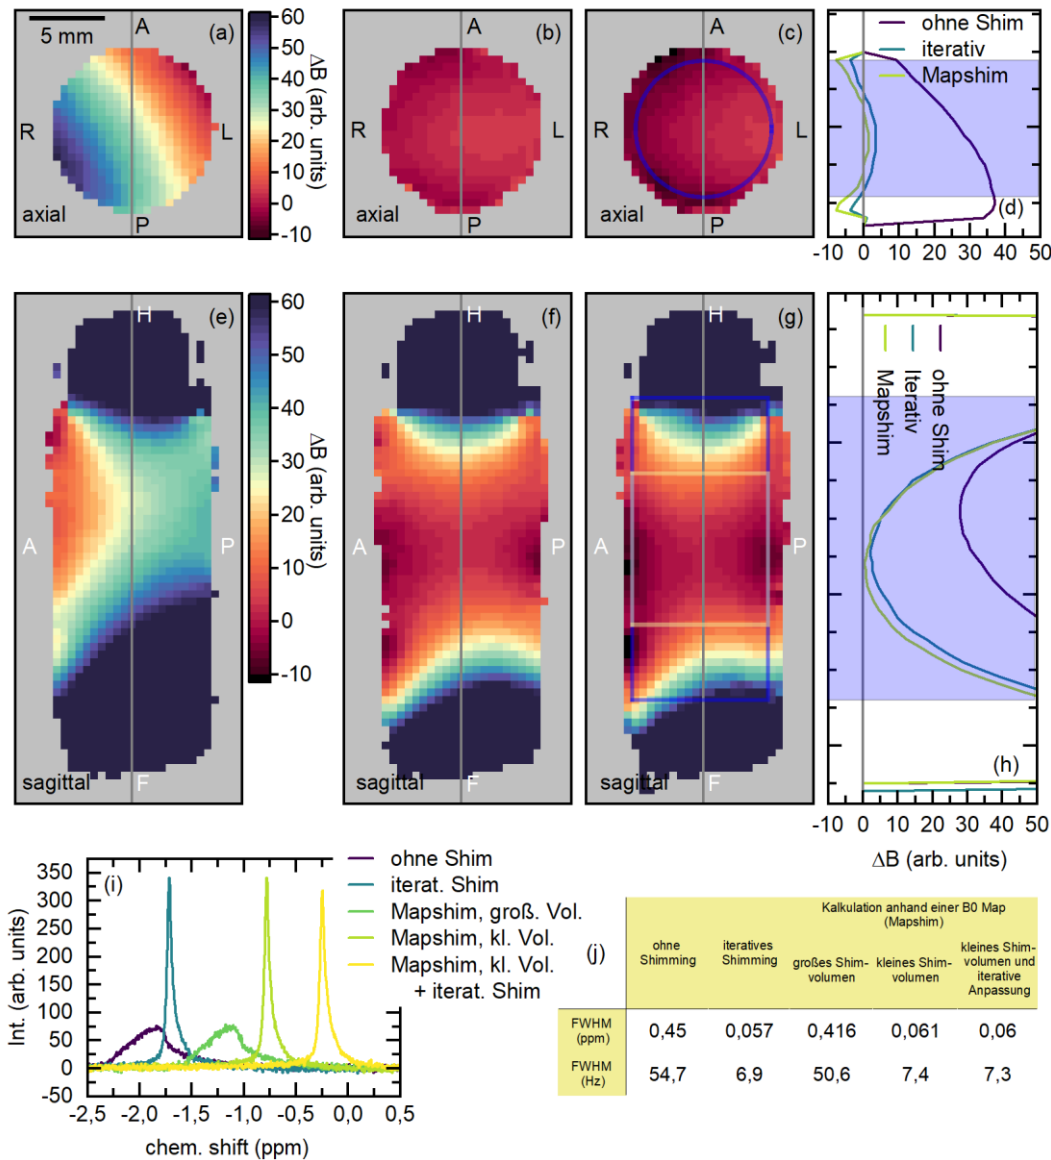 5 mm
A
(a)
R
L
axial
P
60
50
40
30
20
10
0
-10
ΔB (arb. units)
A
(b)
R
L
axial
P
A
(c)
R
L
axial
P
ohne Shim
iterativ
Mapshim
(d)
-10 0 10 20 30 40 50
H
(e)
A
P
sagittal
F
60
50
40
30
20
10
0
-10
ΔB (arb. units)
H
(f)
A
P
sagittal
F
H
(g)
A
P
sagittal
F
ohne Shim
Iterativ
Mapshim
(h)
-10 0 10 20 30 40 50
ΔB (arb. units)
(i)
350
300
250
200
150
100
50
0
-50
Int. (arb. units)
-2,5 -2,0 -1,5 -1,0 -0,5 0,0 0,5
chem. shift (ppm)
ohne Shim
iterat. Shim
Mapshim, groß. Vol.
Mapshim, kl. Vol.
Mapshim, kl. Vol.
+ iterat. Shim
(j)
Kalkulation anhand einer B0 Map
(Mapshim)
ohne
Shimming
iteratives
Shimming
großes Shim-
volumen
kleines Shim-
volumen
kleines Shim-
volumen und
iterative
Anpassung
FWHM
(ppm)
0,45 0,057 0,416 0,061 0,06
FWHM
(Hz)
54,7 6,9 50,6 7,4 7,3